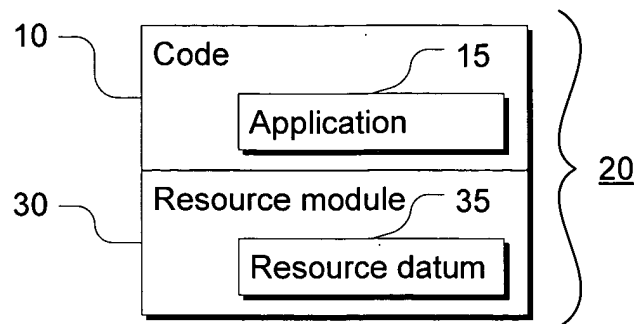 10
Code
15
Application
20
30
Resource module
35
Resource datum